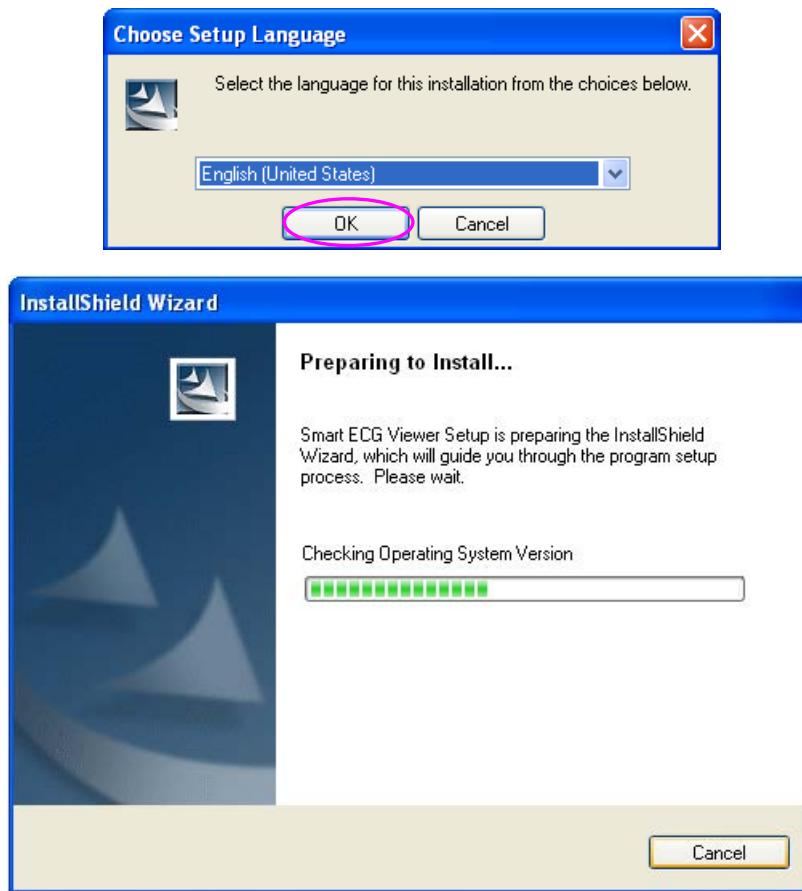 Choose Setup Language
Select the language for this installation from the choices below.
English (United States)
OK
Cancel
InstallShield Wizard
Preparing to Install...
Smart ECG Viewer Setup is preparing the InstallShield
Wizard, which will guide you through the program setup
process.  Please wait.
Checking Operating System Version
Cancel